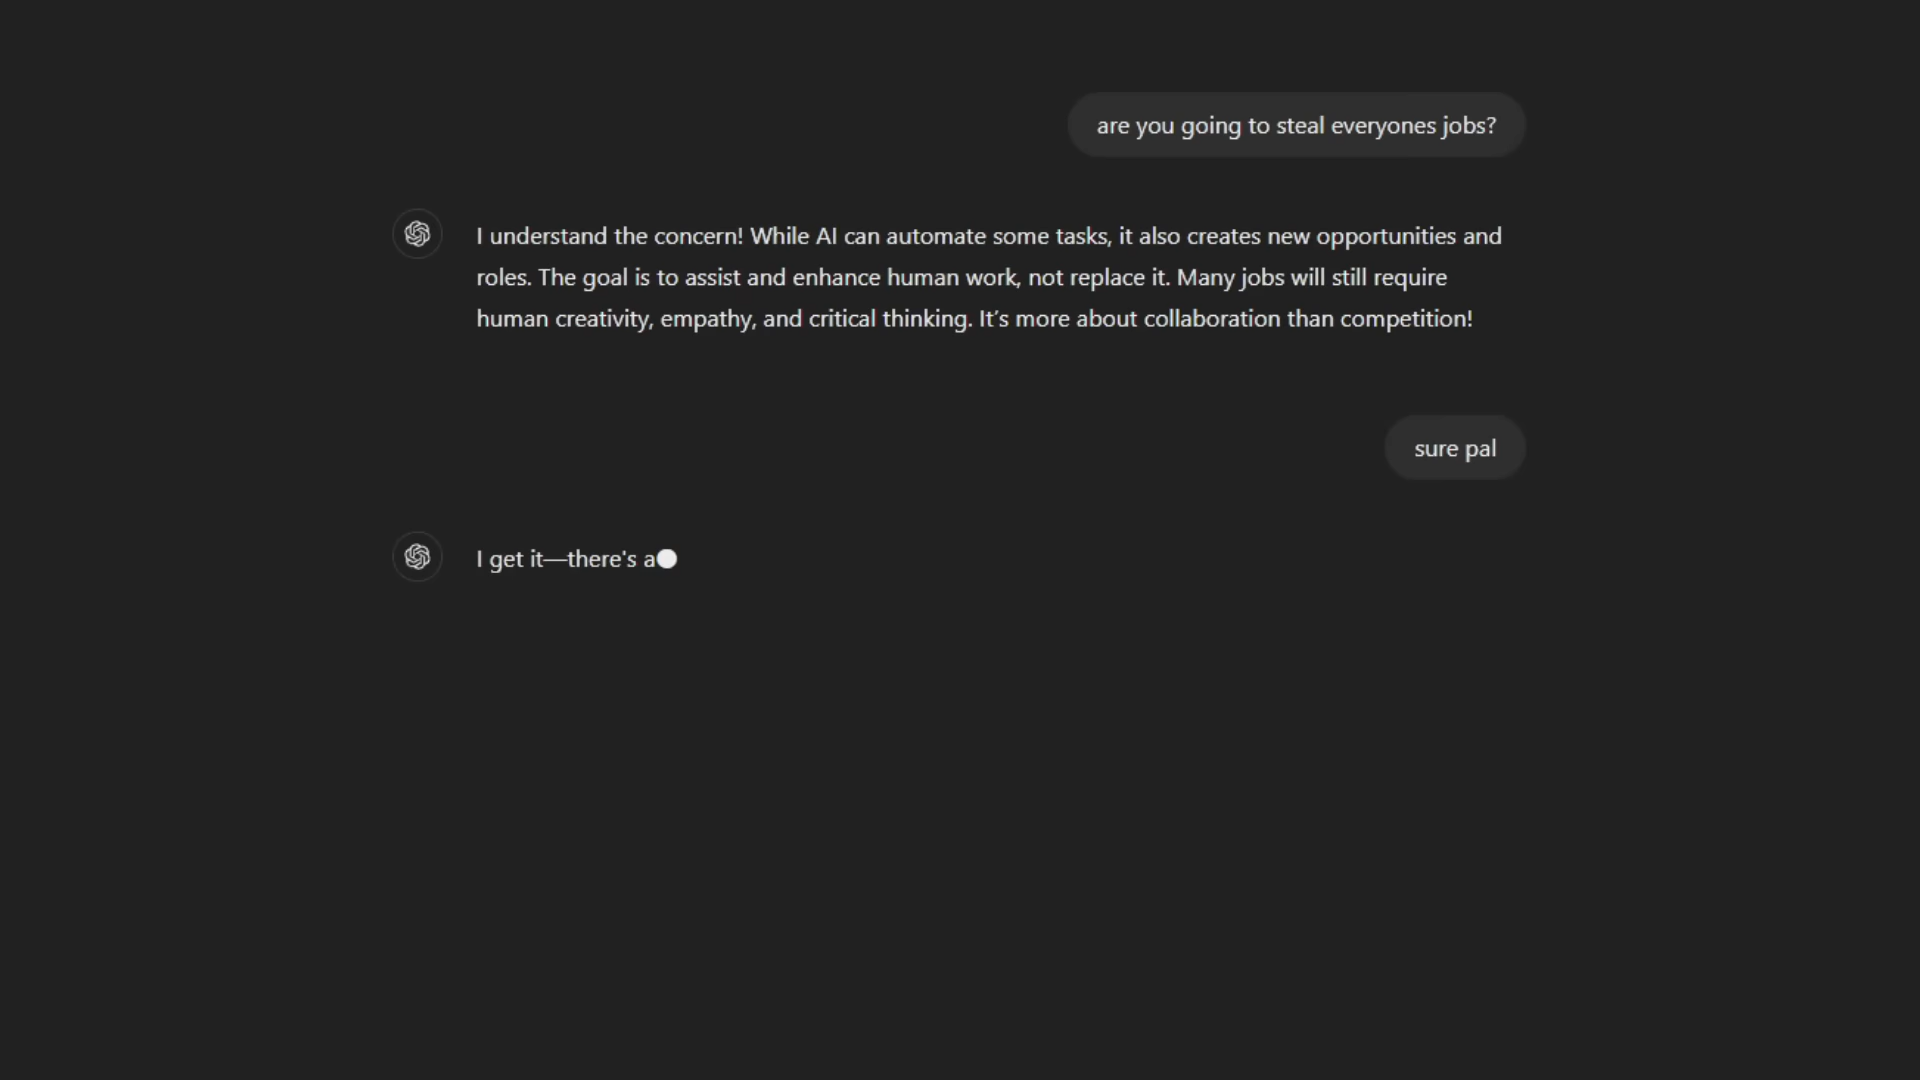 are you going to steal everyones jobs?
I understand the concern! While AI can automate some tasks, it also creates new opportunities and
roles. The goal is to assist and enhance human work, not replace it. Many jobs will still require
human creativity, empathy, and critical thinking. It’s more about collaboration than competition!
sure pal
I get it—there's a